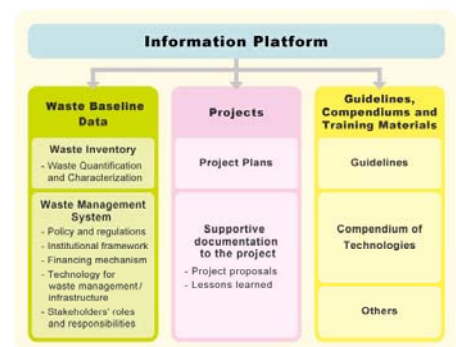 Information Platform
Waste Baseline
Data
Waste Inventory
- Waste Quantification
and Characterization
Waste Management
System
- Policy and regulations
- Institutional framework
- Financing mechanism
- Technology for
waste management/
infrastructure
- Stakeholders' roles
and responsibilities
Projects
Project Plans
Supportive
documentation
to the project
- Project proposals
- Lessons learned
Guidelines,
Compendiums and
Training Materials
Guidelines
Compendium of
Technologies
Others